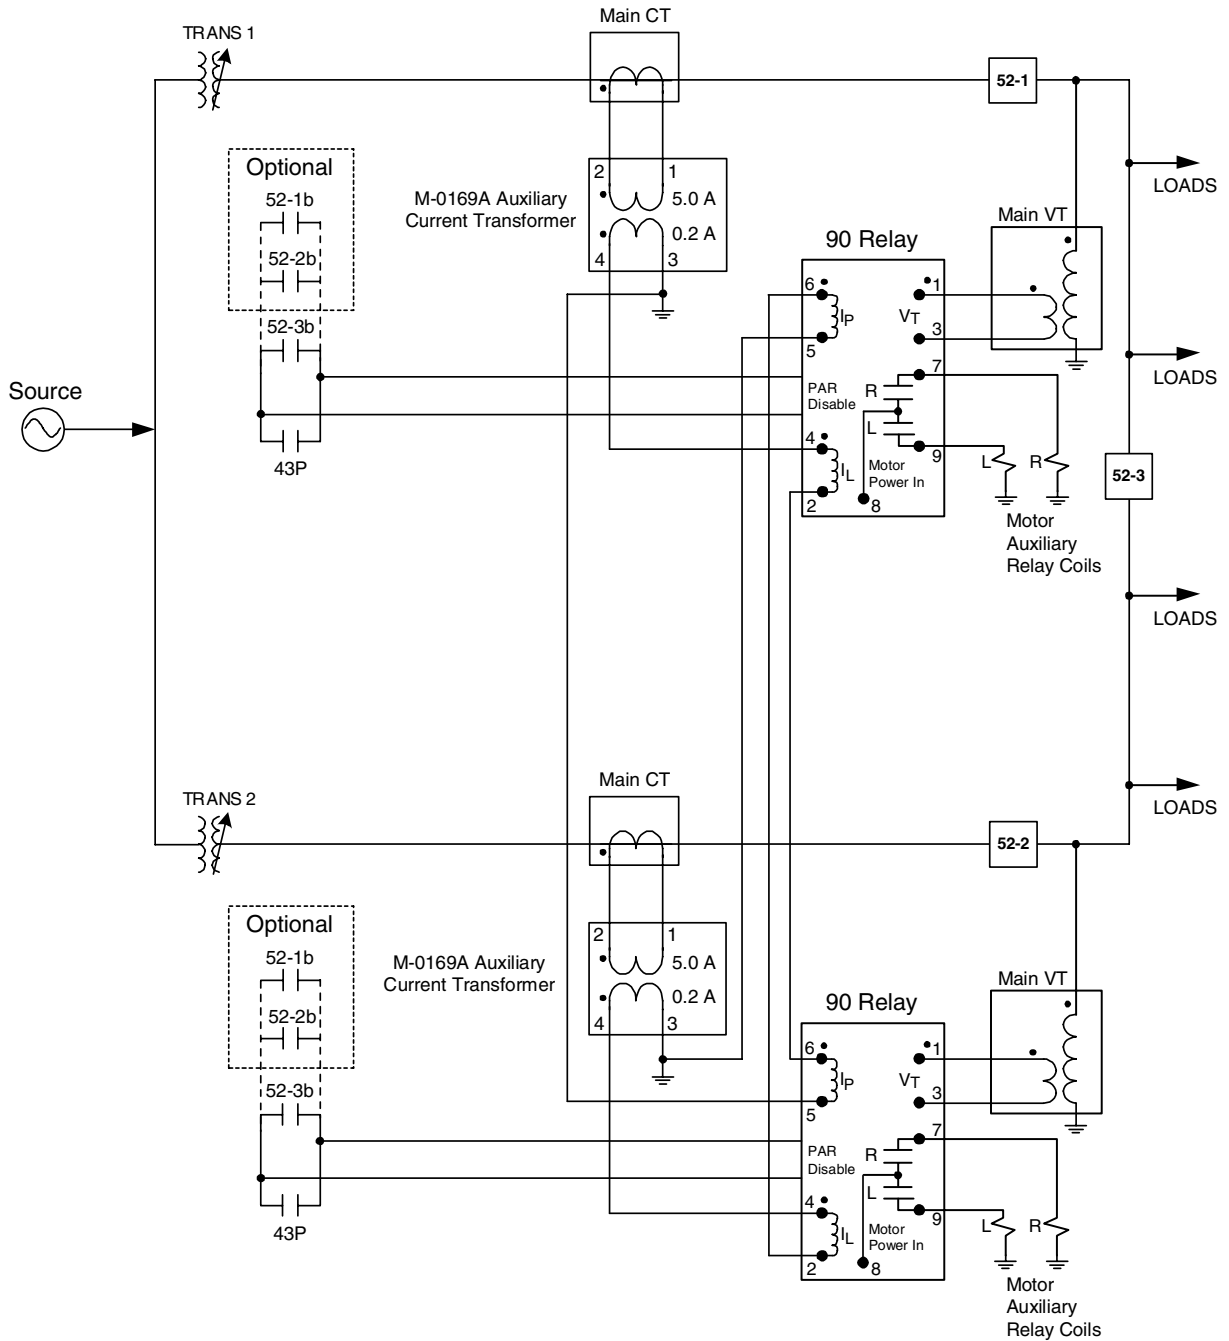 Main CT
TRANS 1
52-1
Optional
52-1b
52-2b
52-3b
43P
M-0169A Auxiliary
Current Transformer
2
1
5.0 A
0.2 A
4
3
LOADS
Main VT
90 Relay
6
1
IP
VT
5
3
7
PAR
Disable
R
L
4
9
IL
Motor
Power In
2
8
L
R
Motor
Auxiliary
Relay Coils
LOADS
52-3
Source
LOADS
LOADS
Main CT
TRANS 2
52-2
Optional
52-1b
52-2b
52-3b
43P
M-0169A Auxiliary
Current Transformer
2
1
5.0 A
0.2 A
4
3
Main VT
90 Relay
6
1
IP
VT
5
3
7
PAR
Disable
R
L
4
9
IL
Motor
Power In
2
8
L
R
Motor
Auxiliary
Relay Coils